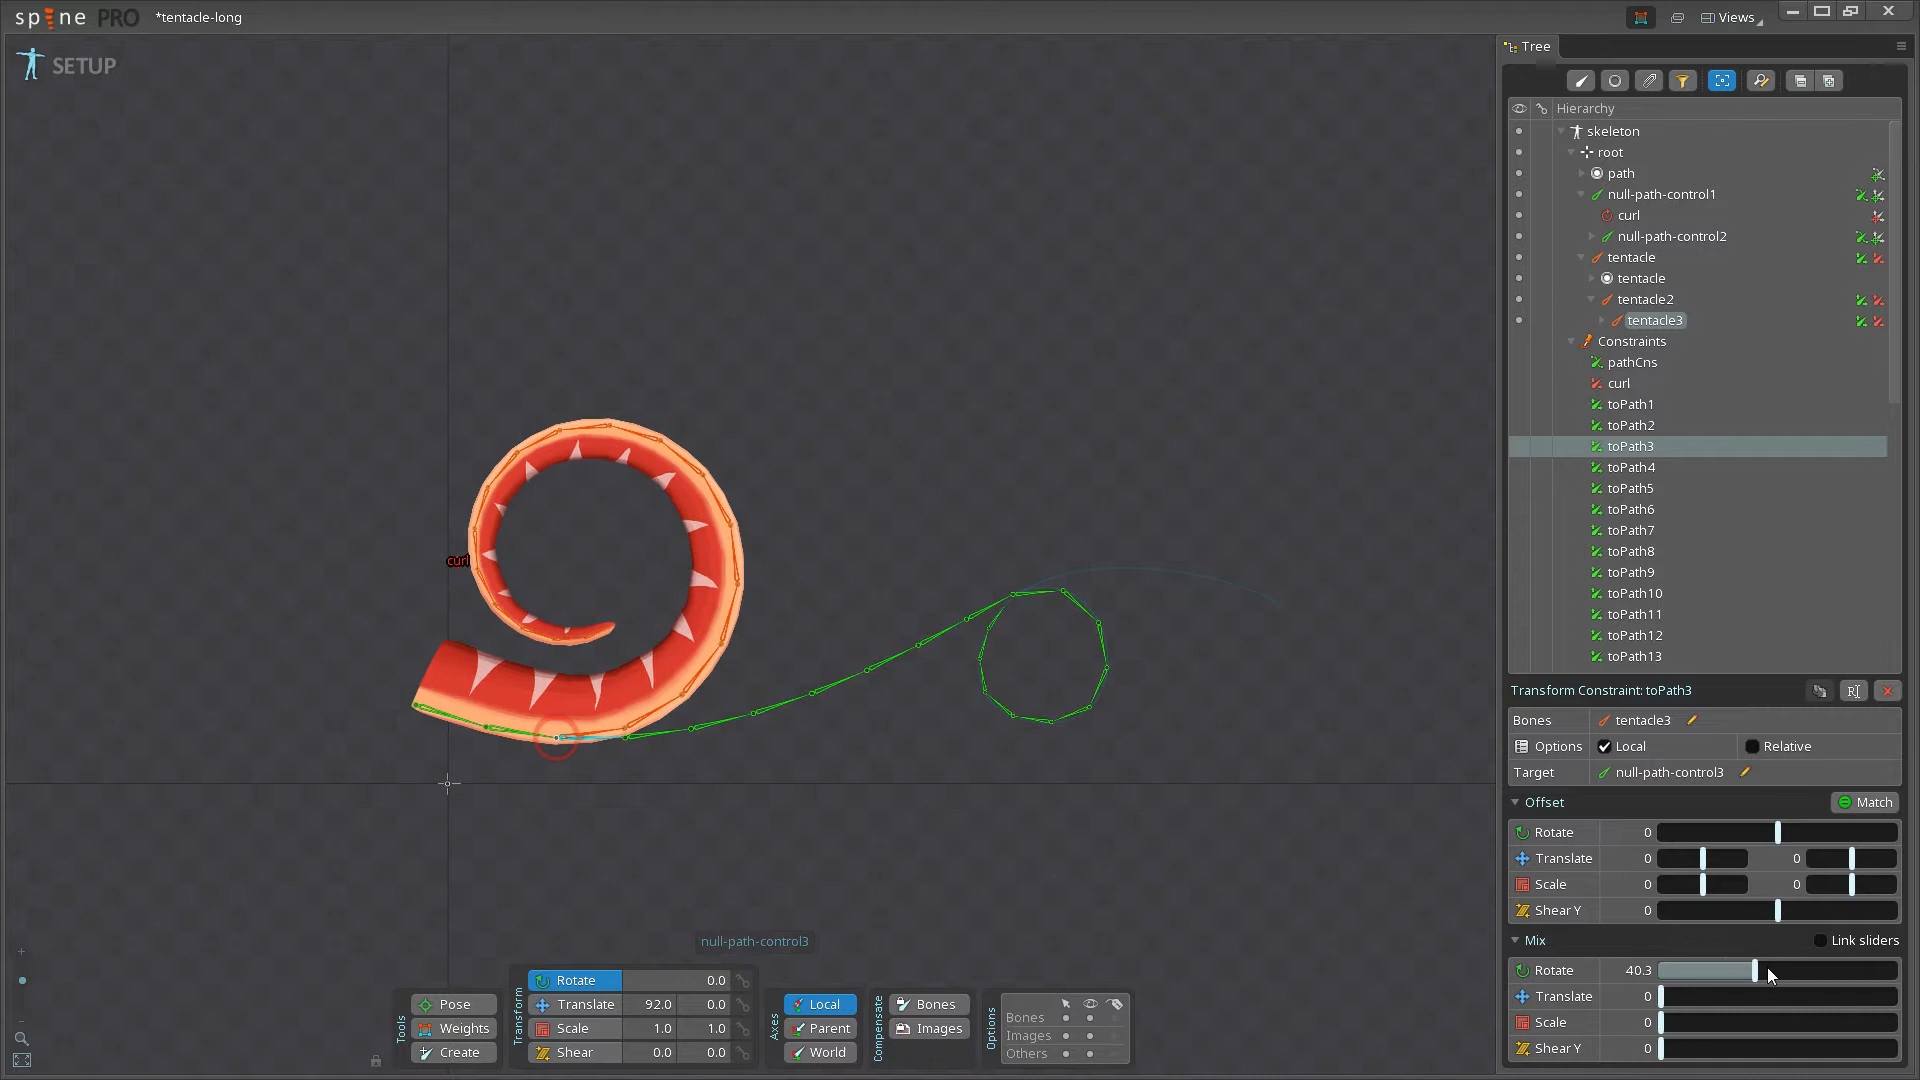 spine PRO
*tentacle-long
Views
SETUP
Tree
Hierarchy
skeleton
root
path
null-path-control1
curl
null-path-control2
tentacle
tentacle
tentacle2
tentacle3
Constraints
pathCns
curl
toPath1
toPath2
toPath3
toPath4
toPath5
toPath6
toPath7
toPath8
toPath9
toPath10
toPath11
toPath12
toPath13
curl
Transform Constraint: toPath3
Bones tentacle3
Options Local Relative
Target null-path-control3
Offset Match
Rotate 0
Translate 0 0
Scale 0 0
Shear Y 0
Mix Link sliders
Rotate 40.3
Translate 0
Scale 0
Shear Y 0
null-path-control3
Tools
Pose
Weights
Create
Transform
Rotate 0.0
Translate 92.0 0.0
Scale 1.0 1.0
Shear 0.0 0.0
Axes
Local
Parent
World
Compensate
Bones
Images
Options
Bones
Images
Others